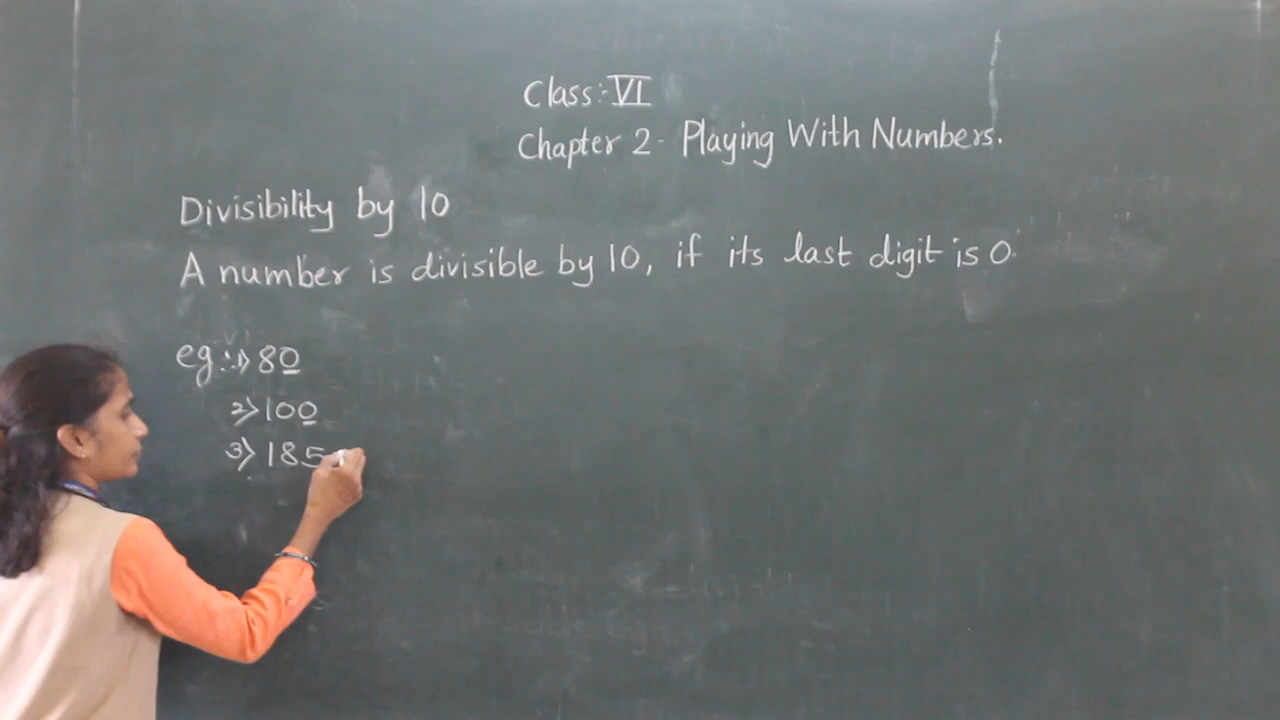 Class:- VI
Chapter 2. Playing With Numbers.
Divisibility by 10
A number is divisible by 10, if its last digit is 0.
eg:- 1) 80
2) 100
3) 185